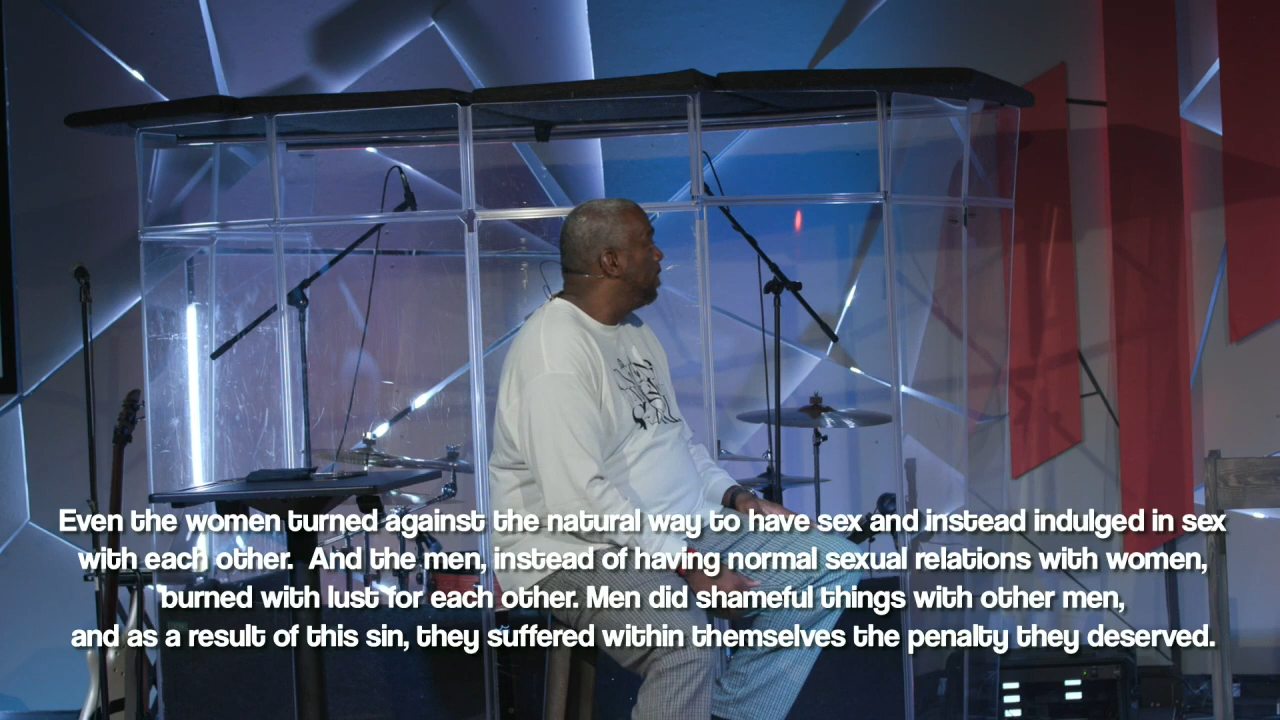 Even the women turned against the natural way to have sex and instead indulged in sex
with each other. And the men, instead of having normal sexual relations with women,
burned with lust for each other. Men did shameful things with other men,
and as a result of this sin, they suffered within themselves the penalty they deserved.